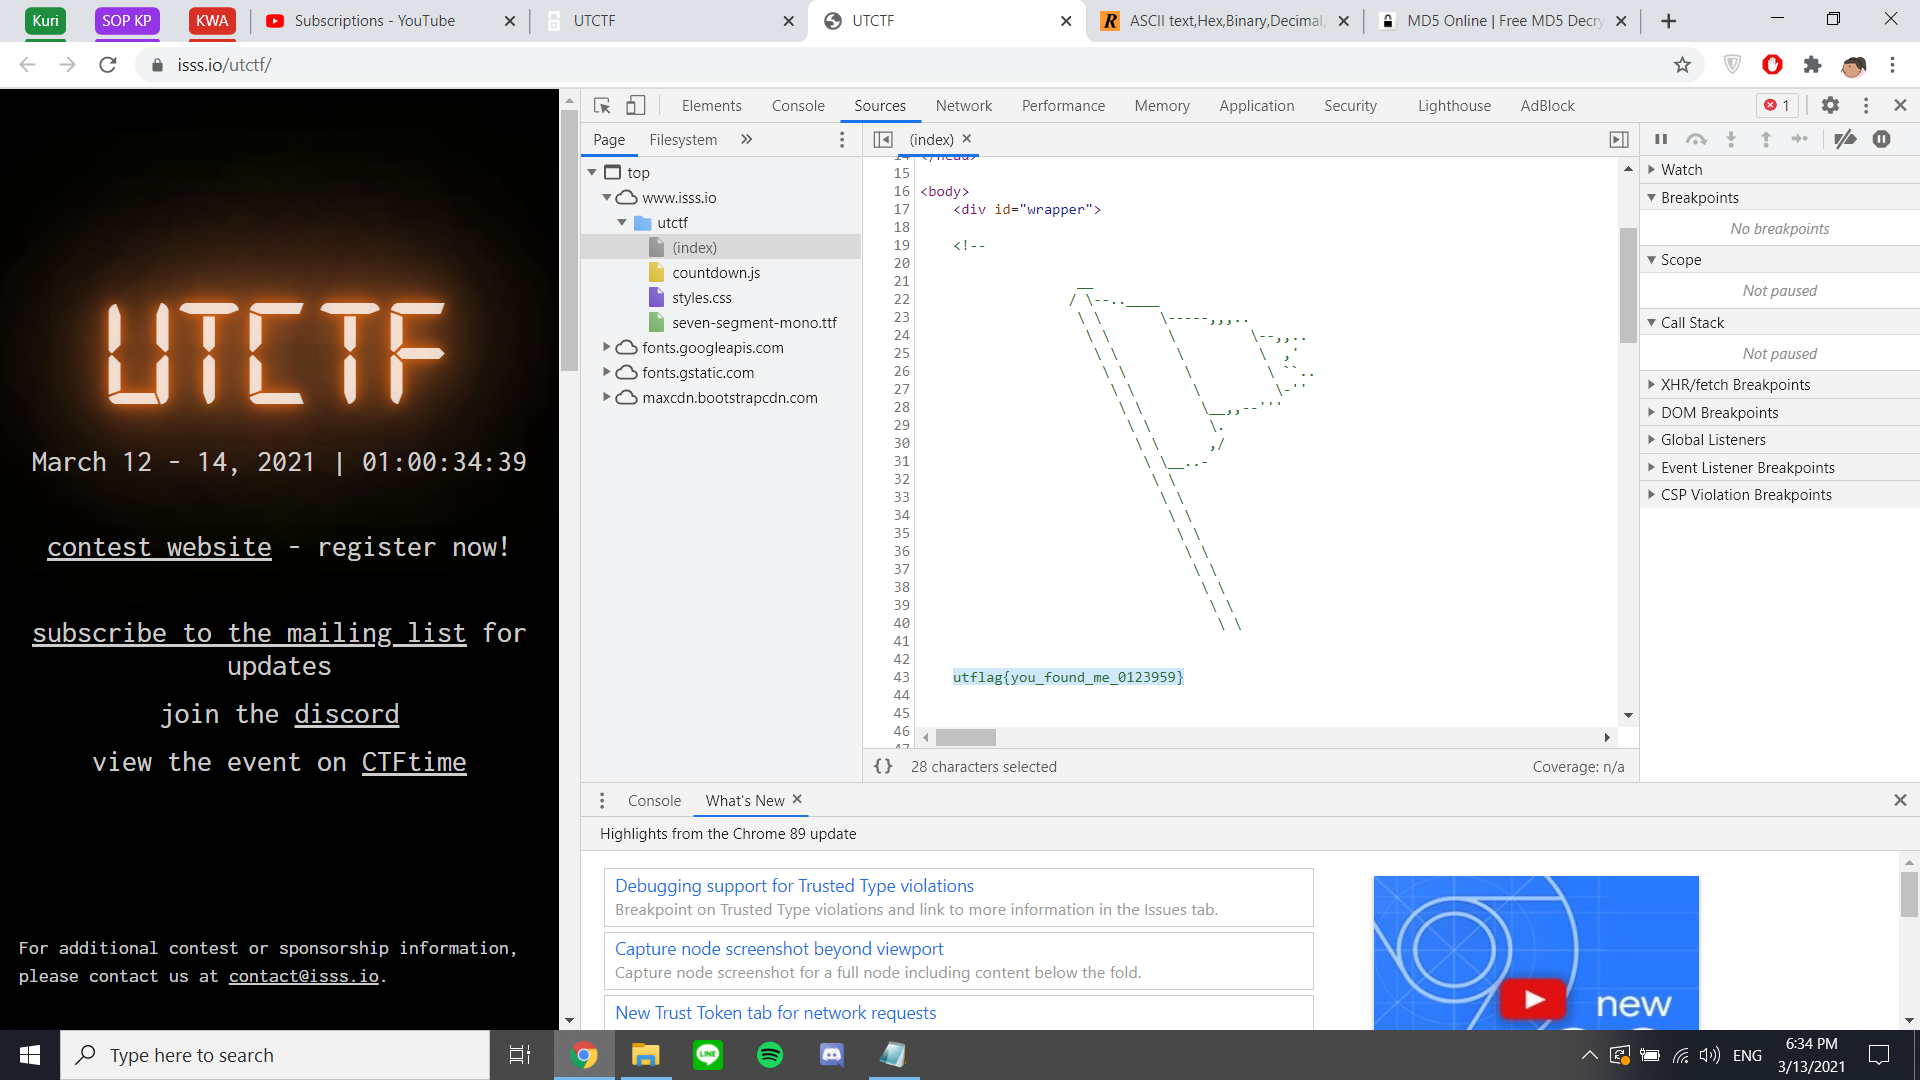 Kuri
SOP KP
KWA
Subscriptions - YouTube
UTCTF
UTCTF
ASCII text,Hex,Binary,Decimal,
MD5 Online | Free MD5 Decry
isss.io/utctf/
UTCTF
March 12 - 14, 2021 | 01:00:34:39
contest website - register now!
subscribe to the mailing list for
updates
join the discord
view the event on CTFtime
For additional contest or sponsorship information,
please contact us at contact@isss.io.
Elements
Console
Sources
Network
Performance
Memory
Application
Security
Lighthouse
AdBlock
1
Page
Filesystem
»
top
www.isss.io
utctf
(index)
countdown.js
styles.css
seven-segment-mono.ttf
fonts.googleapis.com
fonts.gstatic.com
maxcdn.bootstrapcdn.com
(index)
14 </head>
15
16 <body>
17 <div id="wrapper">
18
19 <!--
20
21 __
22 / \--..____
23 \ \ \-----,,,..
24 \ \ \ \--,,..
25 \ \ \ \ ,'
26 \ \ \ \ ``..
27 \ \ \ \-''
28 \ \ \__,,--'''
29 \ \ \.
30 \ \ ,/
31 \ \__..-
32 \ \
33 \ \
34 \ \
35 \ \
36 \ \
37 \ \
38 \ \
39 \ \
40 \ \
41
42
43 utflag{you_found_me_0123959}
44
45
46
47
{} 28 characters selected
Coverage: n/a
Watch
Breakpoints
No breakpoints
Scope
Not paused
Call Stack
Not paused
XHR/fetch Breakpoints
DOM Breakpoints
Global Listeners
Event Listener Breakpoints
CSP Violation Breakpoints
Console
What's New
Highlights from the Chrome 89 update
Debugging support for Trusted Type violations
Breakpoint on Trusted Type violations and link to more information in the Issues tab.
Capture node screenshot beyond viewport
Capture node screenshot for a full node including content below the fold.
New Trust Token tab for network requests
new
Type here to search
LINE
ENG
6:34 PM
3/13/2021